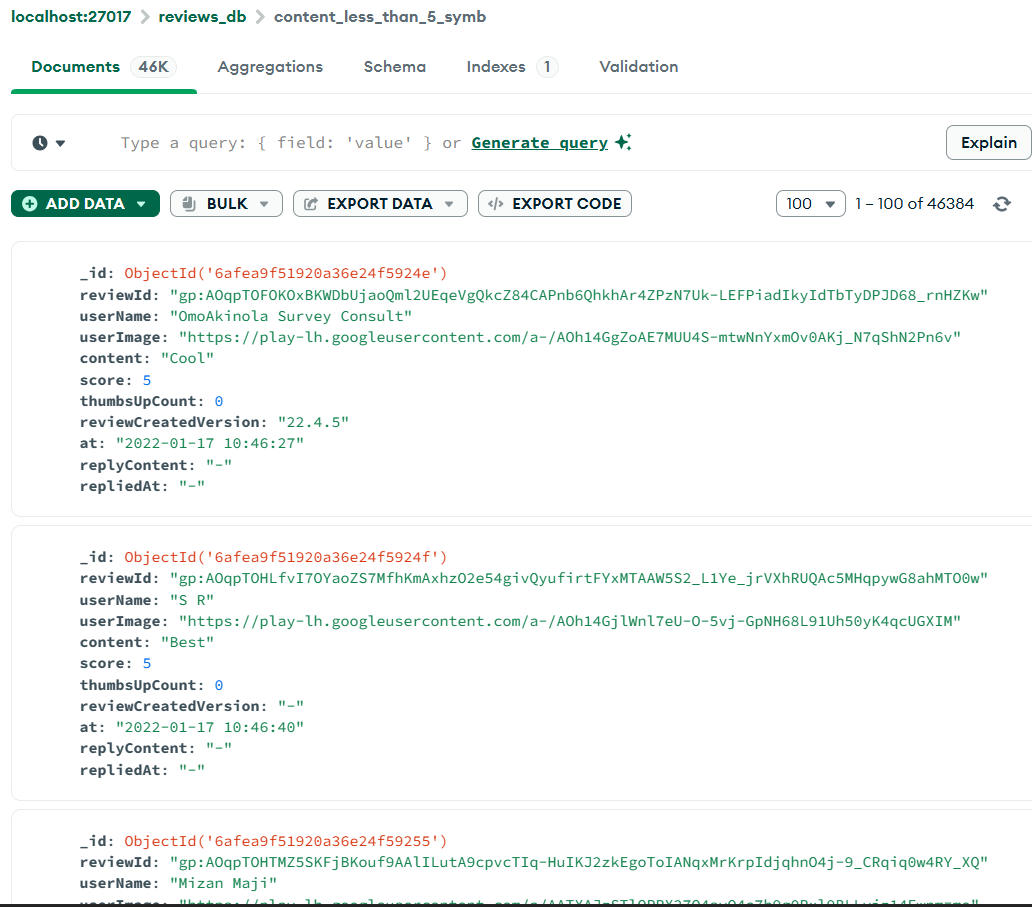 localhost:27017 > reviews_db > content_less_than_5_symb
Documents 46K Aggregations Schema Indexes 1 Validation
Type a query: { field: 'value' } or Generate query Explain
ADD DATA BULK EXPORT DATA EXPORT CODE 100 1 – 100 of 46384
_id: ObjectId('6afea9f51920a36e24f5924e')
reviewId: "gp:AOqpTOFOKOxBKWDbUjaoQml2UEqeVgQkcZ84CAPnb6QhkhAr4ZPzN7Uk-LEFPiadIkyIdTbTyDPJD68_rnHZKw"
userName: "OmoAkinola Survey Consult"
userImage: "https://play-lh.googleusercontent.com/a-/AOh14GgZoAE7MUU4S-mtwNnYxmOv0AKj_N7qShN2Pn6v"
content: "Cool"
score: 5
thumbsUpCount: 0
reviewCreatedVersion: "22.4.5"
at: "2022-01-17 10:46:27"
replyContent: "-"
repliedAt: "-"
_id: ObjectId('6afea9f51920a36e24f5924f')
reviewId: "gp:AOqpTOHLfvI7OYaoZS7MfhKmAxhzO2e54givQyufirtFYxMTAAW5S2_L1Ye_jrVXhRUQAc5MHqpywG8ahMTO0w"
userName: "S R"
userImage: "https://play-lh.googleusercontent.com/a-/AOh14GjlWnl7eU-O-5vj-GpNH68L91Uh50yK4qcUGXIM"
content: "Best"
score: 5
thumbsUpCount: 0
reviewCreatedVersion: "-"
at: "2022-01-17 10:46:40"
replyContent: "-"
repliedAt: "-"
_id: ObjectId('6afea9f51920a36e24f59255')
reviewId: "gp:AOqpTOHTMZ5SKFjBKouf9AAlILutA9cpvcTIq-HuIKJ2zkEgoToIANqxMrKrpIdjqhnO4j-9_CRqiq0w4RY_XQ"
userName: "Mizan Maji"